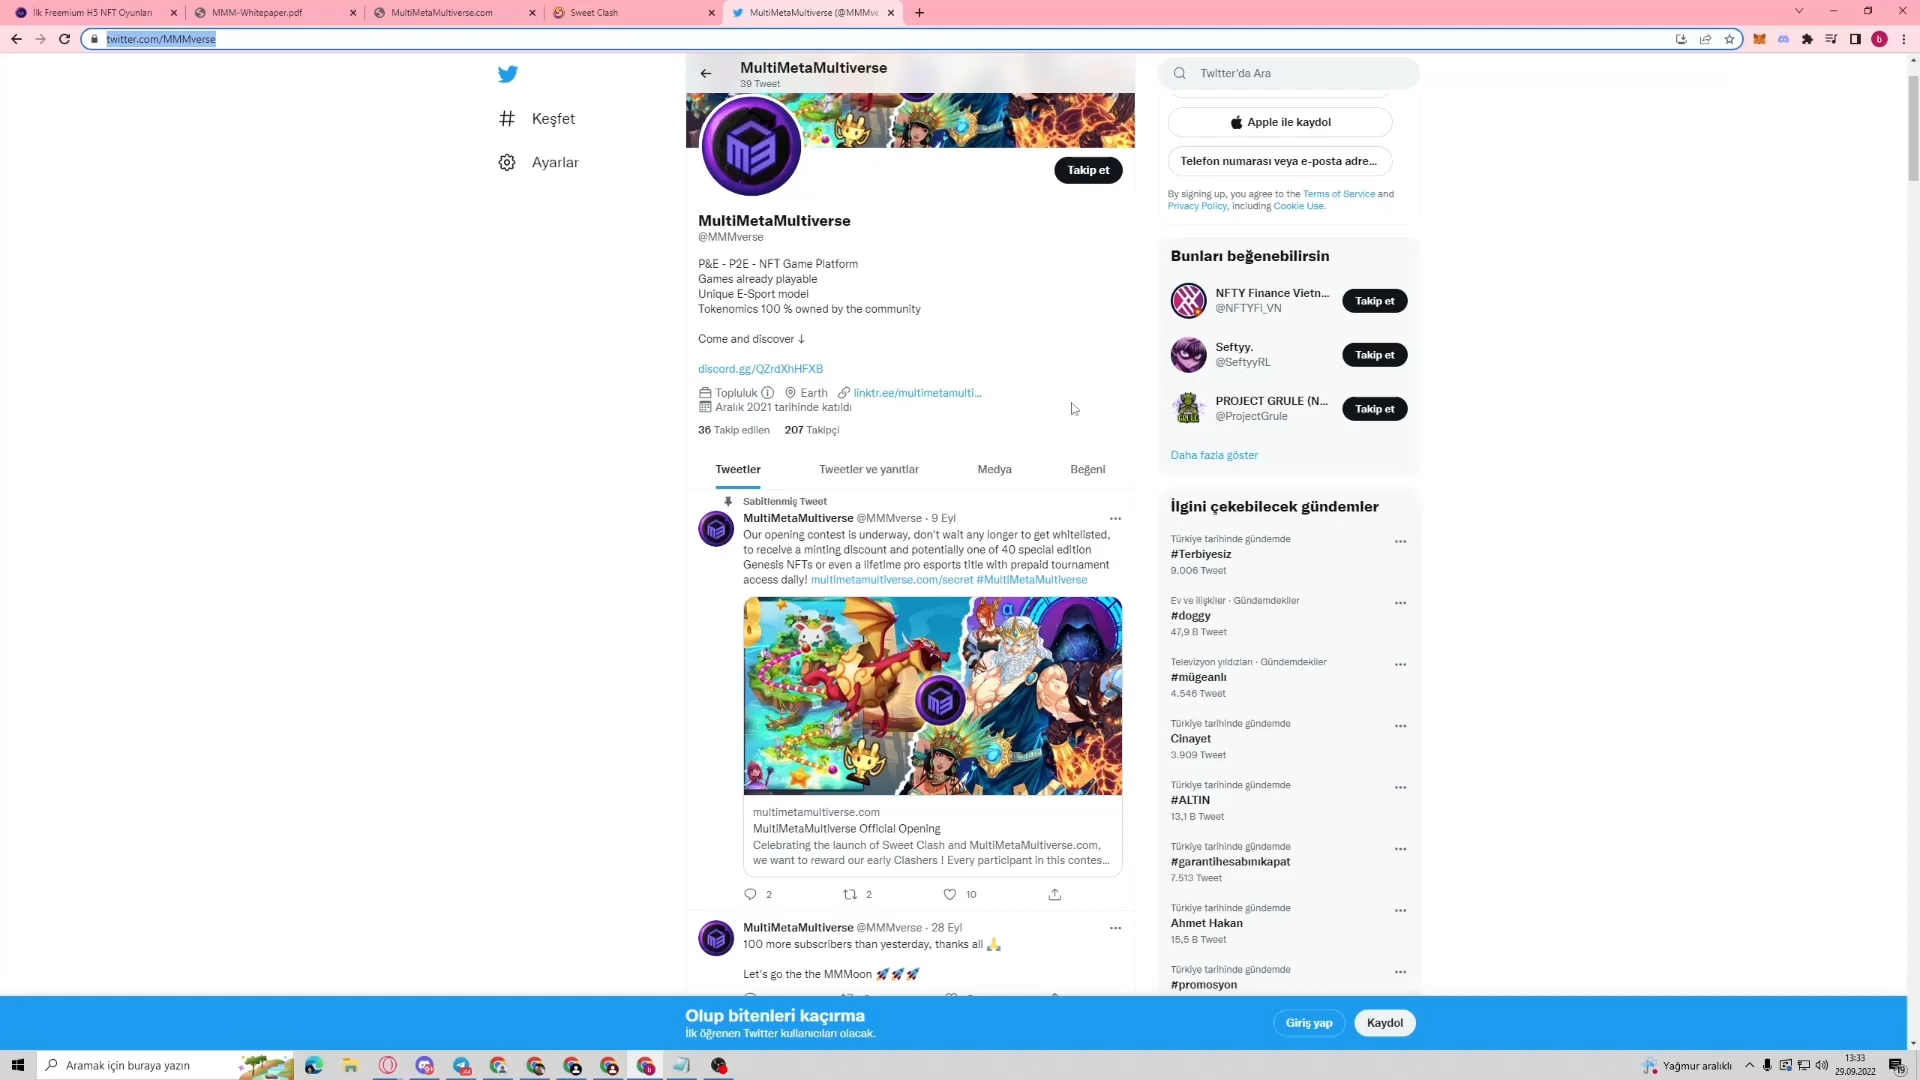 İlk Freemium H5 NFT Oyunları
MMM-Whitepaper.pdf
MultiMetaMultiverse.com
Sweet Clash
MultiMetaMultiverse (@MMMve
twitter.com/MMMverse
b
Keşfet
Ayarlar
MultiMetaMultiverse
39 Tweet
Takip et
MultiMetaMultiverse
@MMMverse
P&E - P2E - NFT Game Platform
Games already playable
Unique E-Sport model
Tokenomics 100 % owned by the community
Come and discover ↓
discord.gg/QZrdXhHFXB
Topluluk Earth linktr.ee/multimetamulti...
Aralık 2021 tarihinde katıldı
36 Takip edilen 207 Takipçi
Tweetler
Tweetler ve yanıtlar
Medya
Beğeni
Sabitlenmiş Tweet
MultiMetaMultiverse @MMMverse · 9 Eyl
Our opening contest is underway, don't wait any longer to get whitelisted,
to receive a minting discount and potentially one of 40 special edition
Genesis NFTs or even a lifetime pro esports title with prepaid tournament
access daily! multimetamultiverse.com/secret #MultiMetaMultiverse
multimetamultiverse.com
MultiMetaMultiverse Official Opening
Celebrating the launch of Sweet Clash and MultiMetaMultiverse.com,
we want to reward our early Clashers ! Every participant in this contes...
2
2
10
MultiMetaMultiverse @MMMverse · 28 Eyl
100 more subscribers than yesterday, thanks all 🙏
Let's go the the MMMoon 🚀🚀🚀
Twitter'da Ara
Apple ile kaydol
Telefon numarası veya e-posta adre...
By signing up, you agree to the Terms of Service and
Privacy Policy, including Cookie Use.
Bunları beğenebilirsin
NFTY Finance Vietn...
@NFTYFi_VN
Takip et
Seftyy.
@SeftyyRL
Takip et
PROJECT GRULE (N...
@ProjectGrule
Takip et
Daha fazla göster
İlgini çekebilecek gündemler
Türkiye tarihinde gündemde
#Terbiyesiz
9.006 Tweet
Ev ve ilişkiler · Gündemdekiler
#doggy
47,9 B Tweet
Televizyon yıldızları · Gündemdekiler
#mügeanlı
4.546 Tweet
Türkiye tarihinde gündemde
Cinayet
3.909 Tweet
Türkiye tarihinde gündemde
#ALTIN
13,1 B Tweet
Türkiye tarihinde gündemde
#garantihesabınıkapat
7.513 Tweet
Türkiye tarihinde gündemde
Ahmet Hakan
15,5 B Tweet
Türkiye tarihinde gündemde
#promosyon
Olup bitenleri kaçırma
İlk öğrenen Twitter kullanıcıları olacak.
Giriş yap
Kaydol
Aramak için buraya yazın
Yağmur aralıklı
13:33
29.09.2022